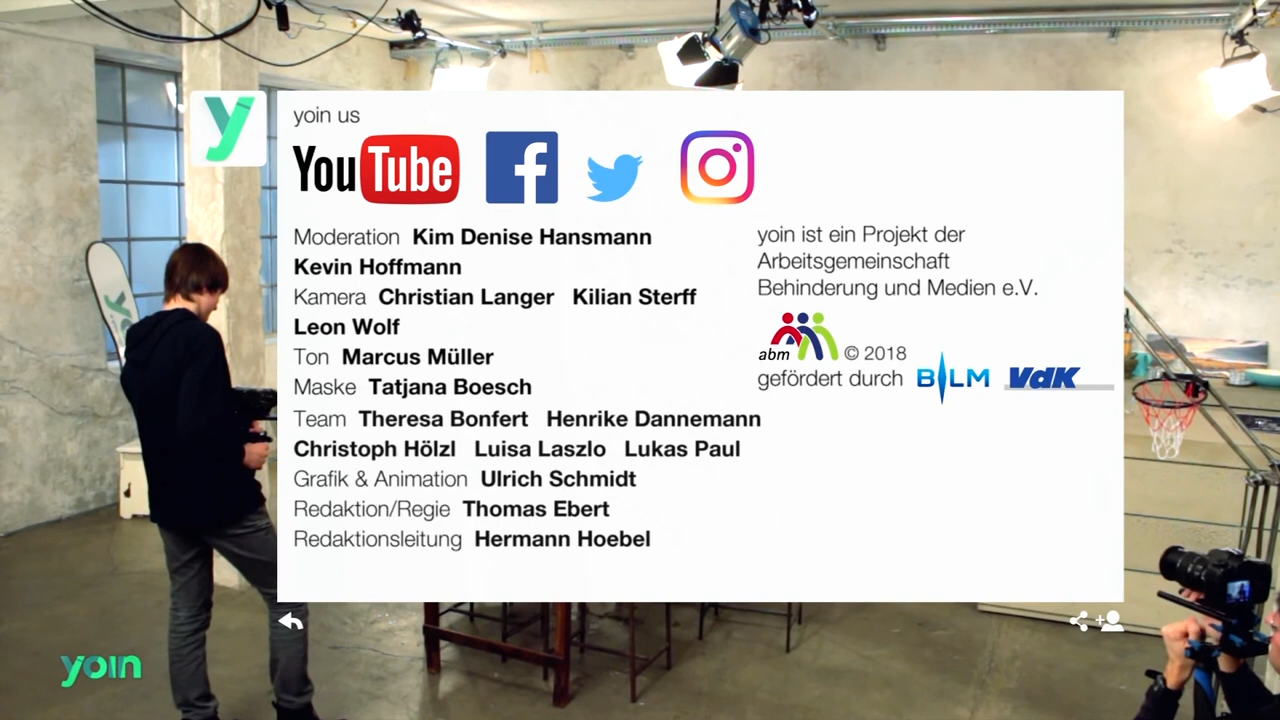 y
yoin us
YouTube
f
Moderation Kim Denise Hansmann
Kevin Hoffmann
Kamera Christian Langer Kilian Sterff
Leon Wolf
Ton Marcus Müller
Maske Tatjana Boesch
Team Theresa Bonfert Henrike Dannemann
Christoph Hölzl Luisa Laszlo Lukas Paul
Grafik & Animation Ulrich Schmidt
Redaktion/Regie Thomas Ebert
Redaktionsleitung Hermann Hoebel
yoin ist ein Projekt der
Arbeitsgemeinschaft
Behinderung und Medien e.V.
abm © 2018
gefördert durch BLM VdK
yoin